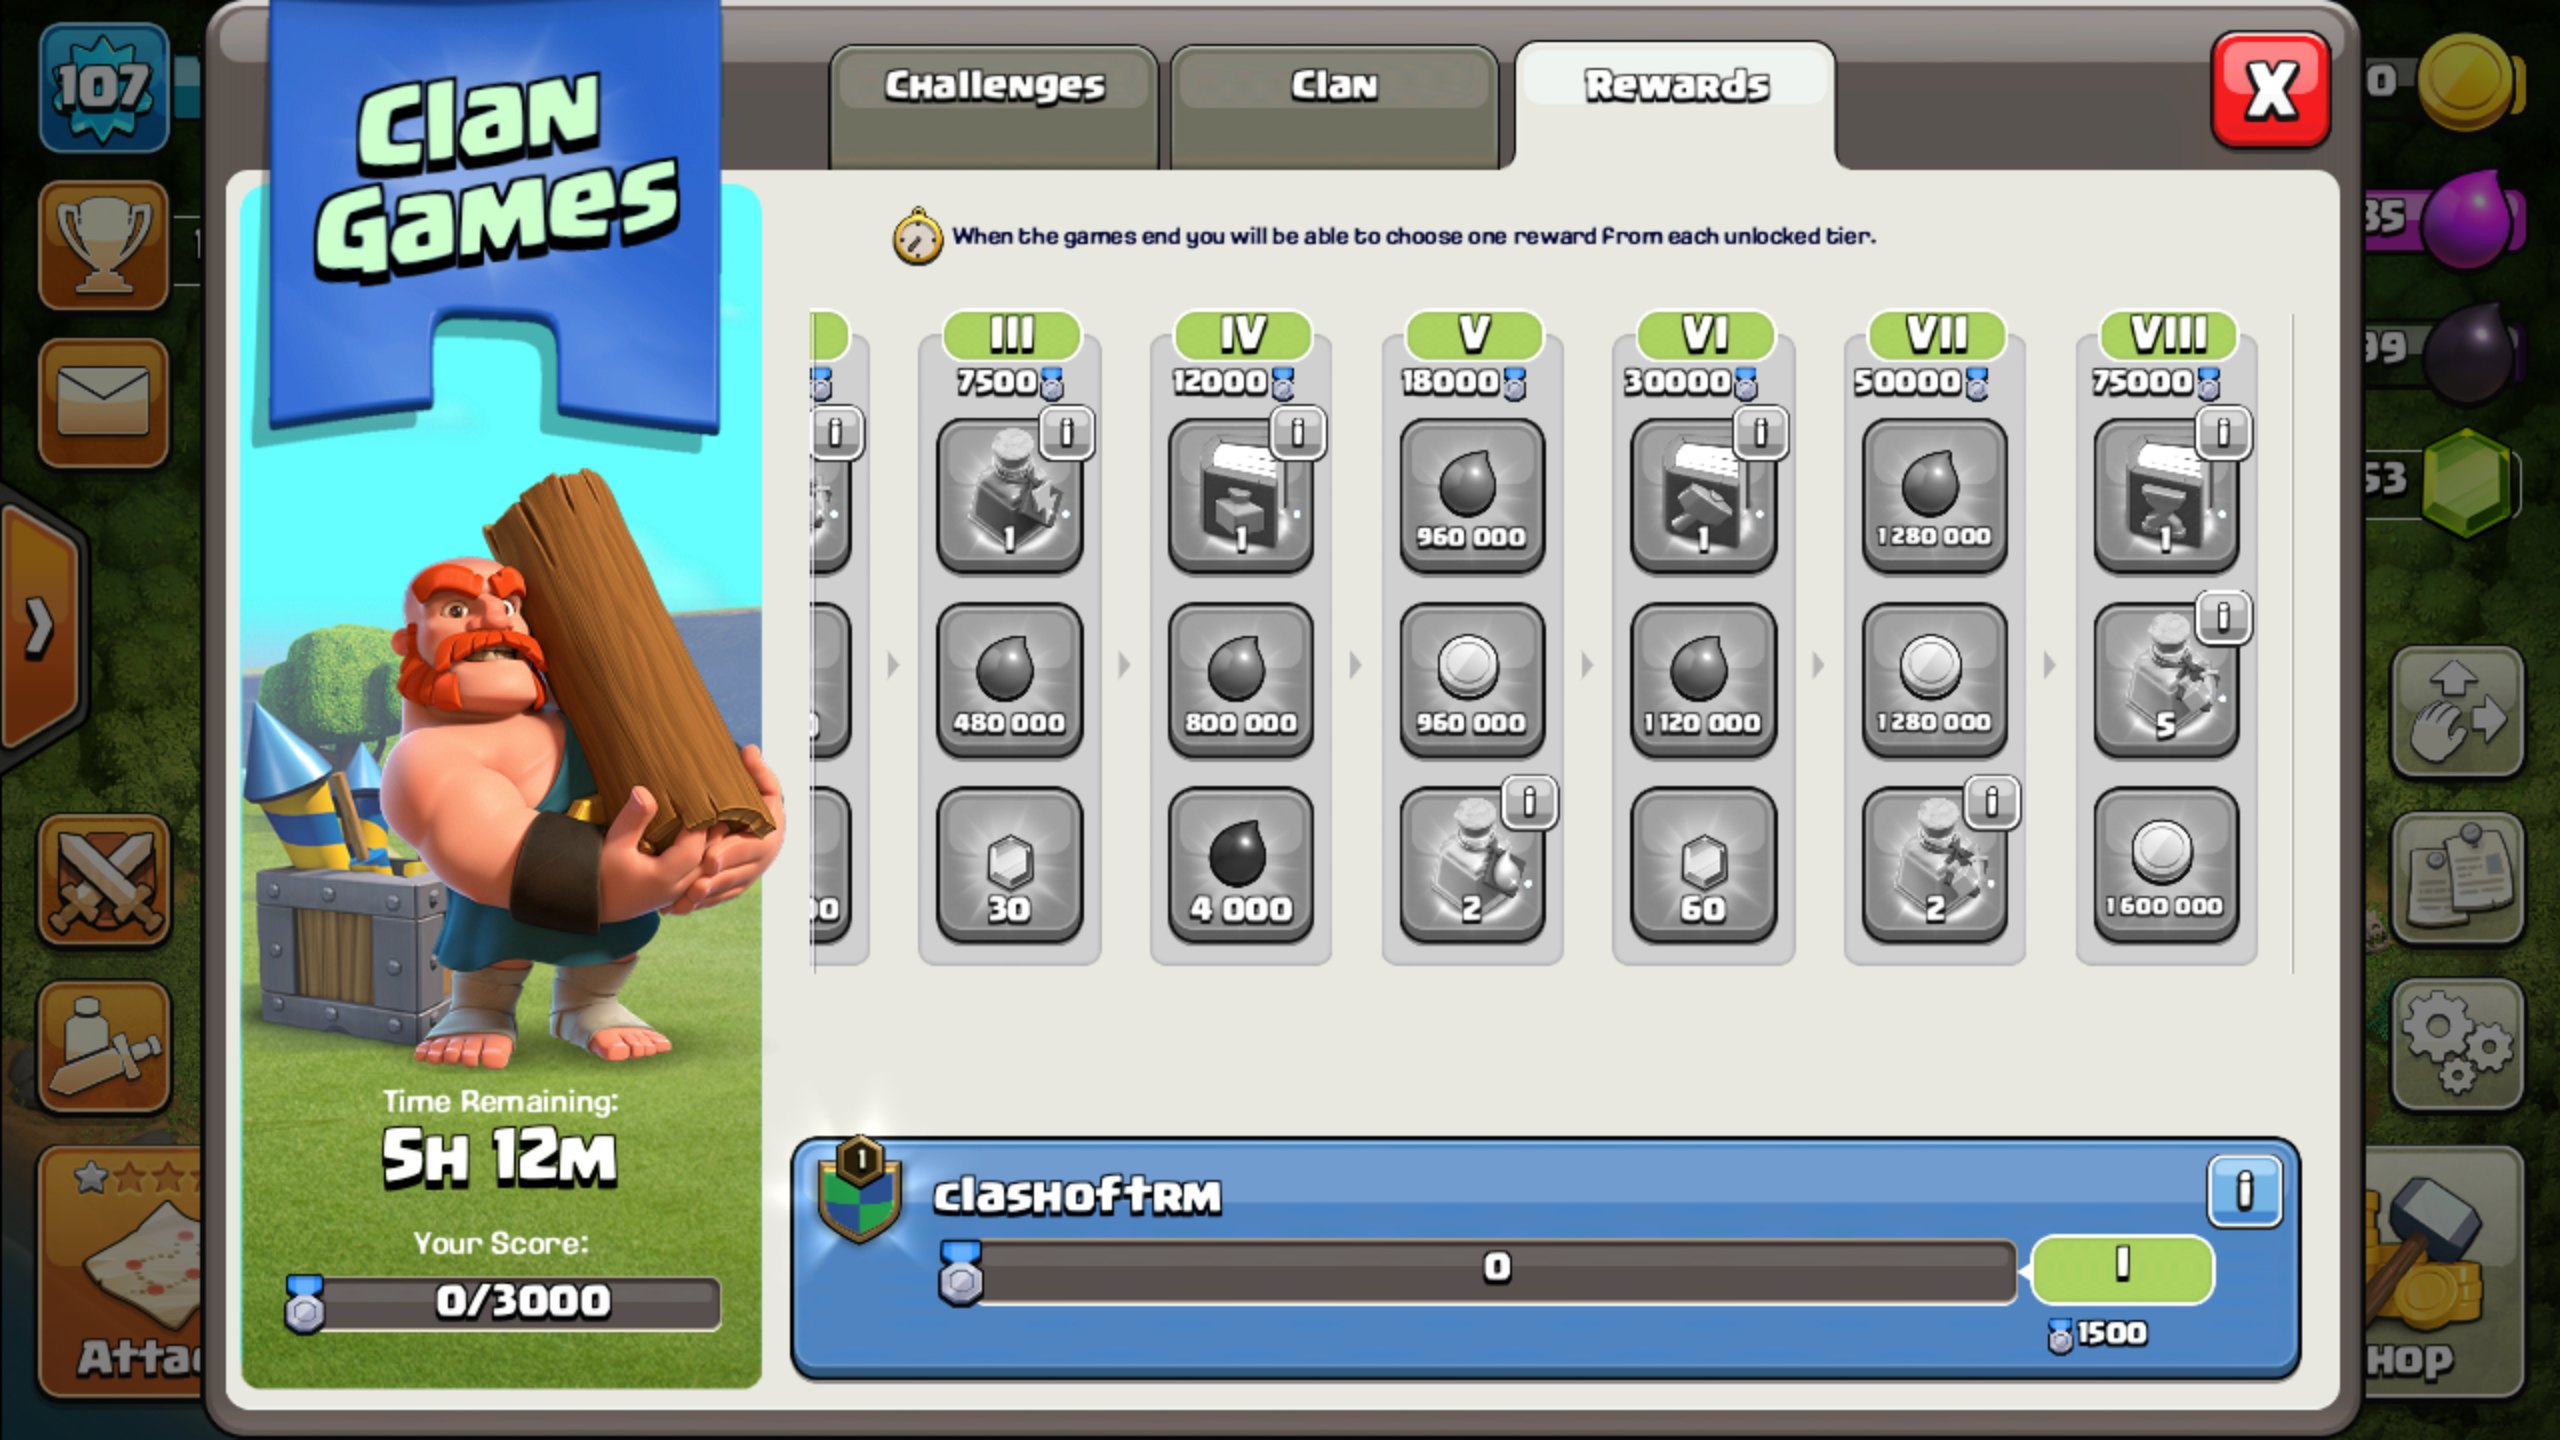 107
Clan
Games
Challenges
Clan
Rewards
X
0
35
99
53
When the games end you will be able to choose one reward from each unlocked tier.
III
IV
V
VI
VII
VIII
7500
12000
18000
30000
50000
75000
1
1
960 000
1
1 280 000
1
480 000
800 000
960 000
1 120 000
1 280 000
5
30
4 000
2
60
2
1 600 000
Time Remaining:
5H 12M
Your Score:
0/3000
1
clashoftrm
0
I
1500
Attac
HOP